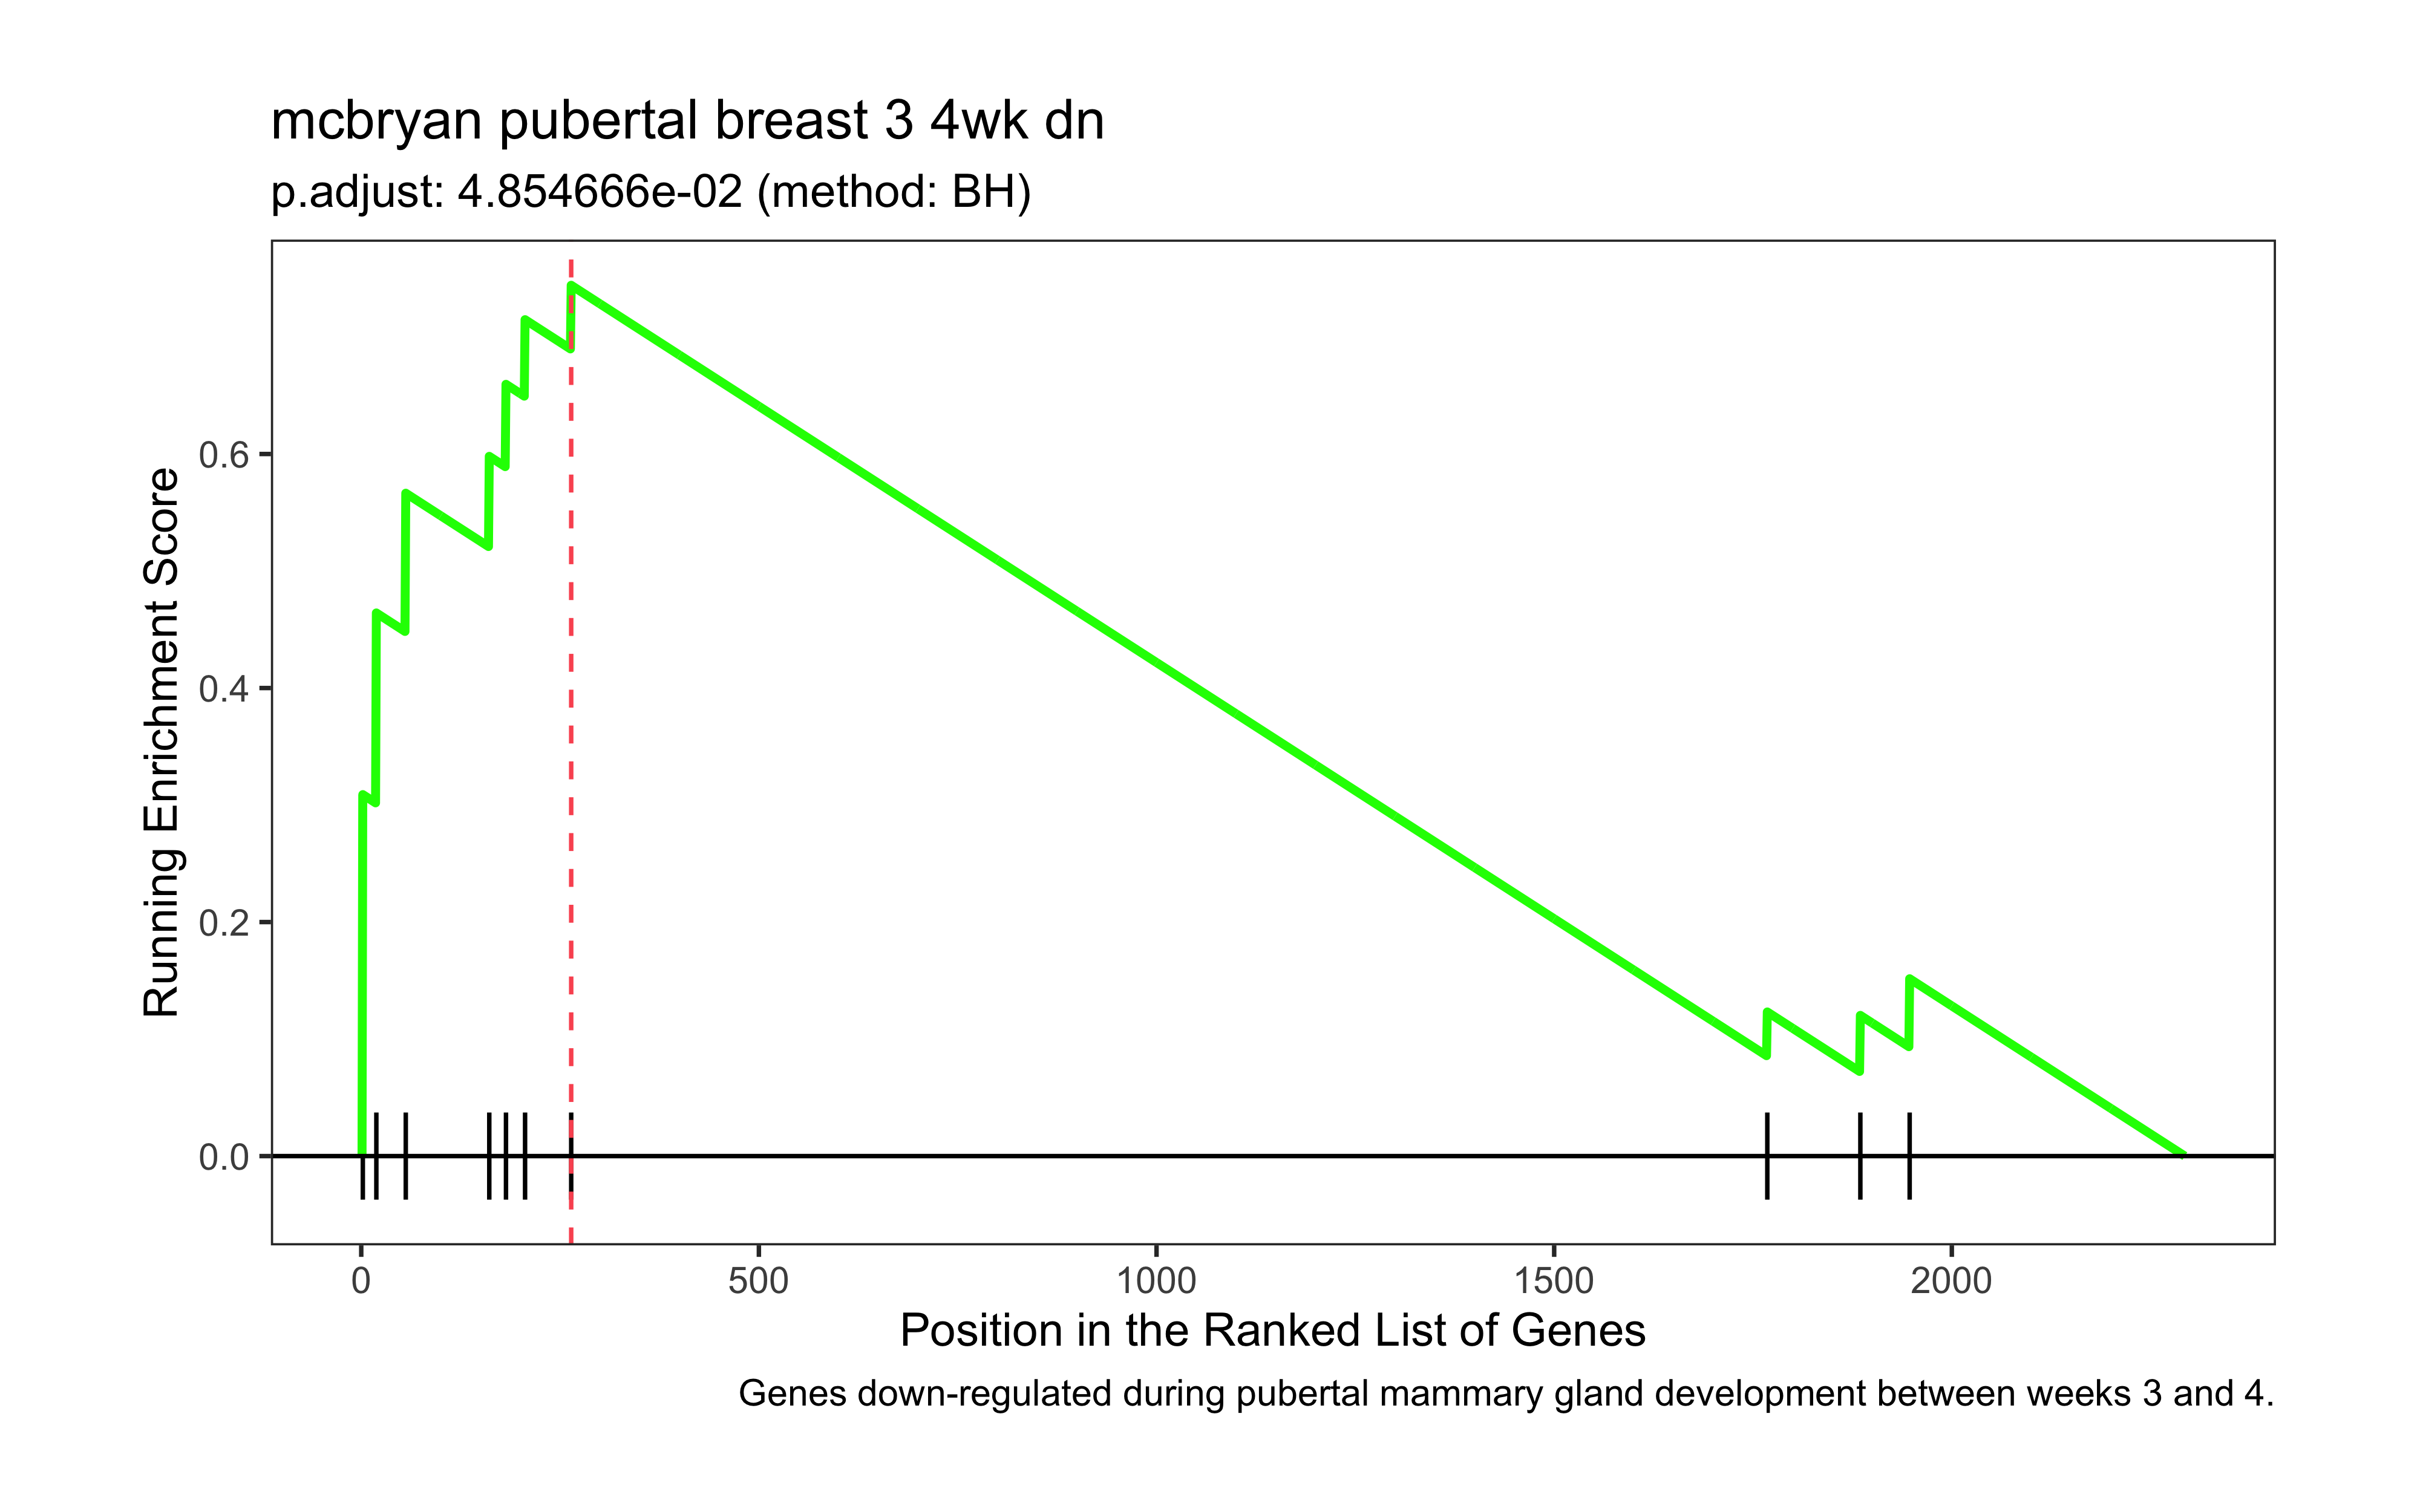 mcbryan pubertal breast 3 4wk dn
p.adjust: 4.854666e-02 (method: BH)
Running Enrichment Score
0.6
0.4
0.2
0.0
0 500 1000 1500 2000
Position in the Ranked List of Genes
Genes down-regulated during pubertal mammary gland development between weeks 3 and 4.